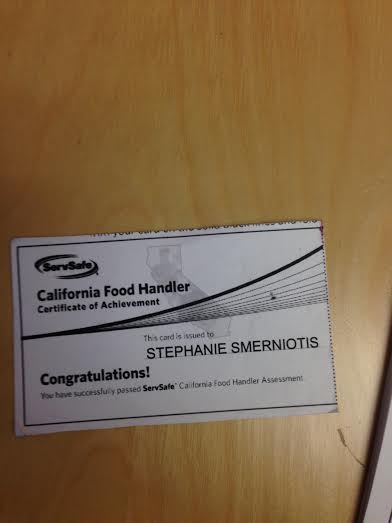 ServSafe
California Food Handler
Certificate of Achievement
This card is issued to
STEPHANIE SMERNIOTIS
Congratulations!
You have successfully passed ServSafe® California Food Handler Assessment.